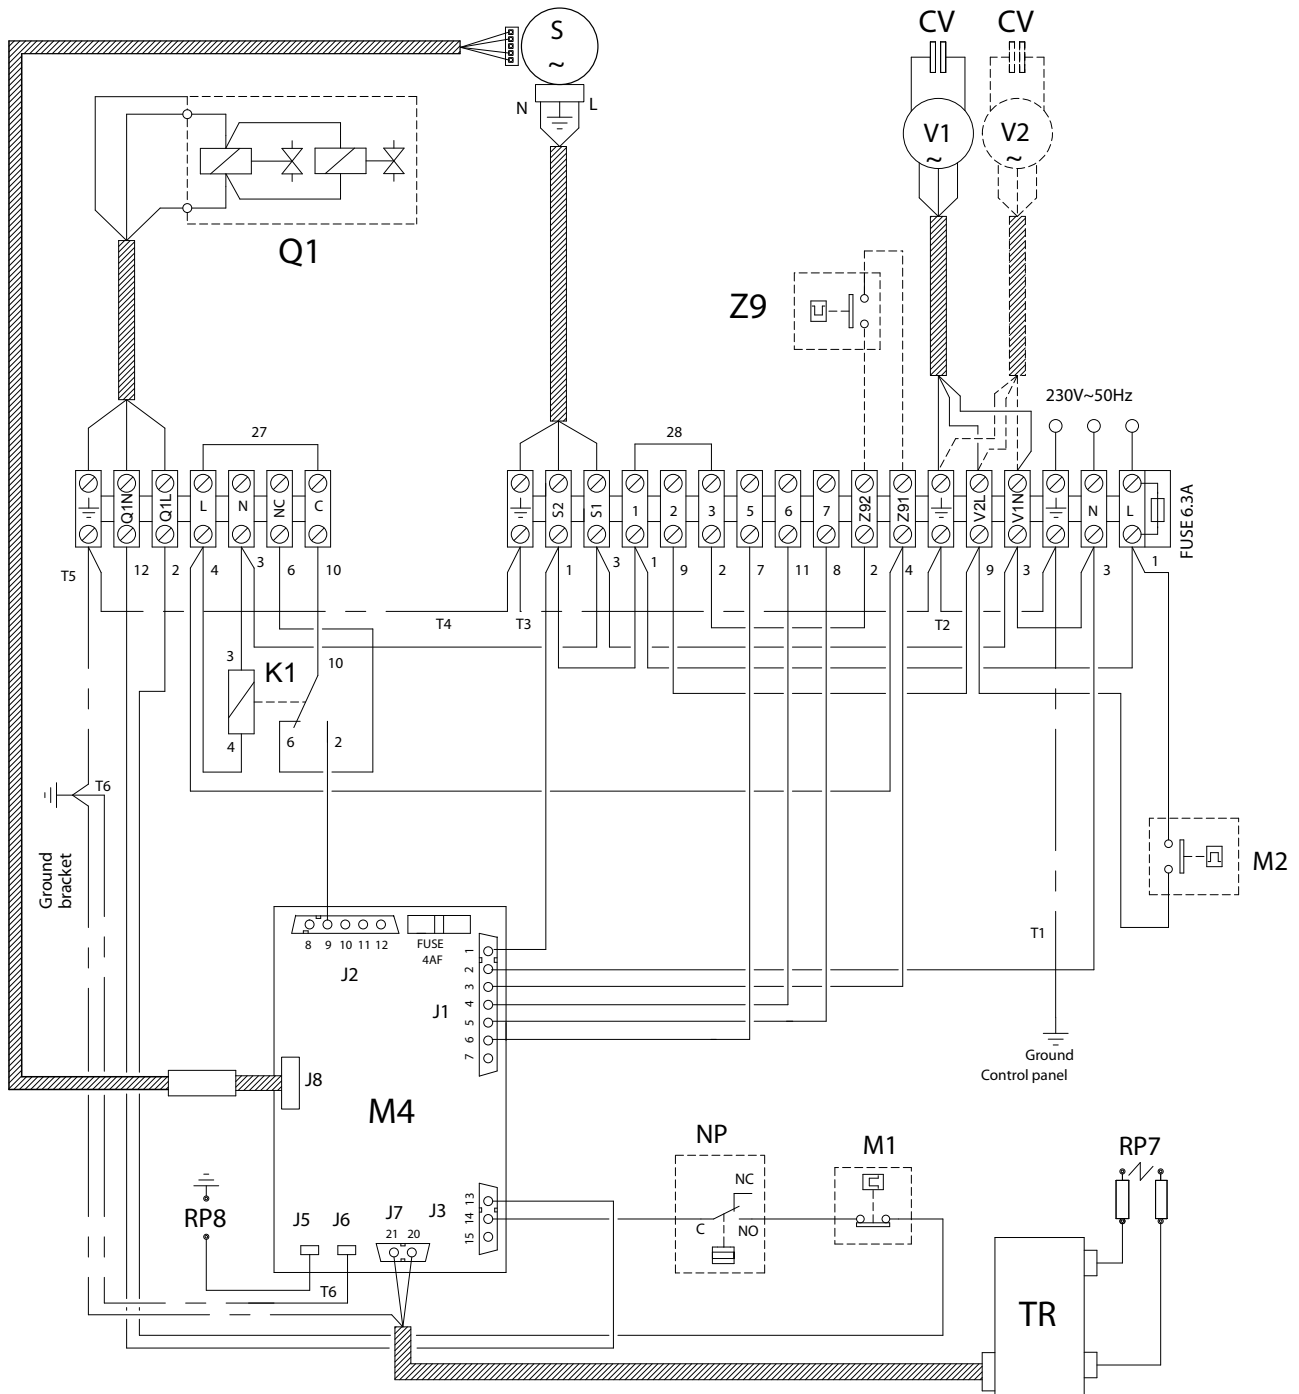 CV CV
S
~
N L
V1
~
V2
~
Q1
Z9
230V~50Hz
27 28
Q1N Q1L L N NC C S2 S1 1 2 3 5 6 7 Z92 Z91 V2L V1N N L
FUSE 6.3A
T5 12 2 4 3 6 10 1 3 1 9 2 7 11 8 2 4 9 3 3 1
T4 T3 T2
3 K1 10
4 6 2
T6
Ground
bracket
M2
T1
8 9 10 11 12
FUSE
4AF
J2
J1
1
2
3
4
5
6
7
Ground
Control panel
J8
M4
NP M1 RP7
NC
C NO
RP8
J5 J6 J7 J3
21 20
13
14
15
T6
TR